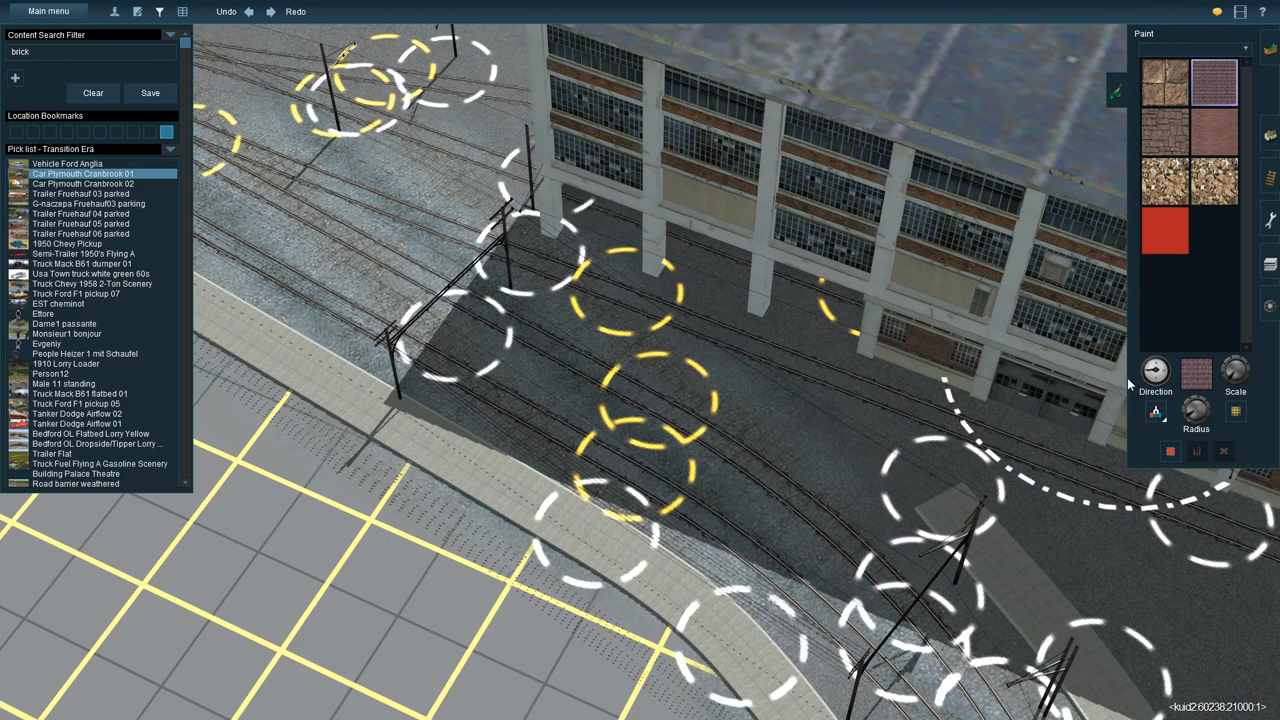 Main menu
Undo
Redo
?
Content Search Filter
brick
Clear
Save
Location Bookmarks
Pick list - Transition Era
Vehicle Ford Anglia
Car Plymouth Cranbrook 01
Car Plymouth Cranbrook 02
Trailer Fruehauf 03 parked
G-naczepa Fruehauf03 parking
Trailer Fruehauf 04 parked
Trailer Fruehauf 05 parked
Trailer Fruehauf 06 parked
1950 Chevy Pickup
Semi-Trailer 1950's Flying A
Truck Mack B61 dumper 01
Usa Town truck white green 60s
Truck Chevy 1958 2-Ton Scenery
Truck Ford F1 pickup 07
EST cheminot
Ettore
Dame1 passante
Monsieur1 bonjour
Evgeniy
People Heizer 1 mit Schaufel
1910 Lorry Loader
Person12
Male 11 standing
Truck Mack B61 flatbed 01
Truck Ford F1 pickup 05
Tanker Dodge Airflow 02
Tanker Dodge Airflow 01
Bedford OL Flatbed Lorry Yellow
Bedford OL Dropside/Tipper Lorry ...
Trailer Flat
Truck Fuel Flying A Gasoline Scenery
Building Palace Theatre
Road barrier weathered
Paint
Direction
Scale
Radius
<kuid2:60238:21000:1>